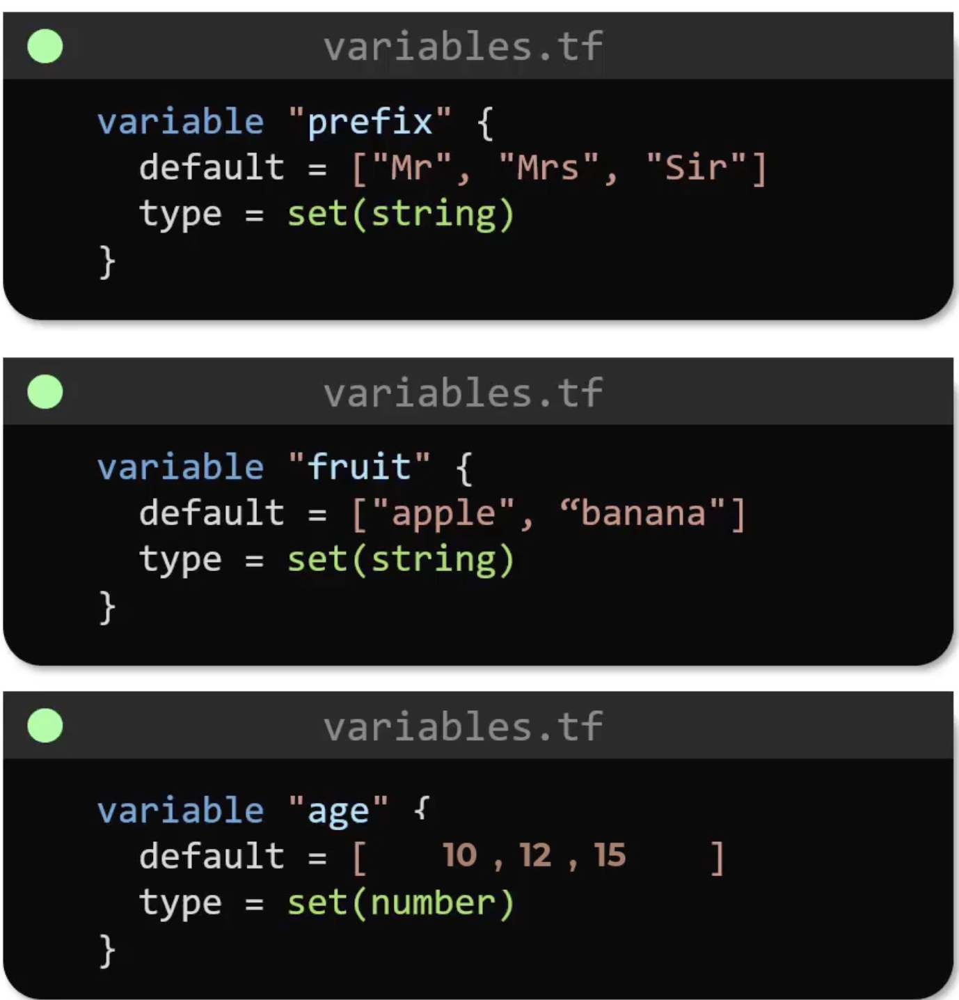 variables.tf
variable "prefix" {
default = ["Mr", "Mrs", "Sir"]
type = set(string)
}
variables.tf
variable "fruit" {
default = ["apple", “banana"]
type = set(string)
}
variables.tf
variable "age" {
default = [ 10 , 12 , 15 ]
type = set(number)
}